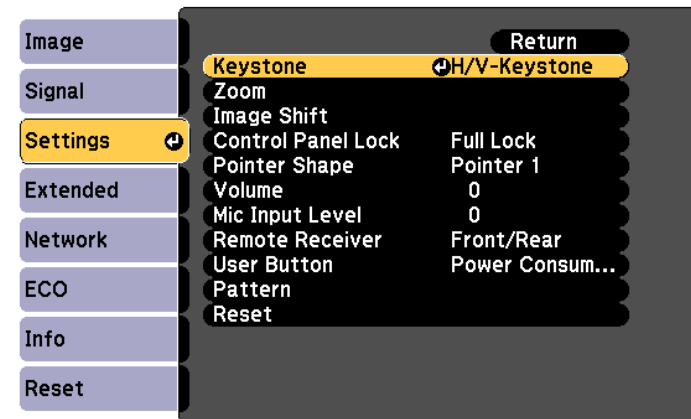 Image
Signal
Settings
Extended
Network
ECO
Info
Reset
Return
Keystone H/V-Keystone
Zoom
Image Shift
Control Panel Lock Full Lock
Pointer Shape Pointer 1
Volume 0
Mic Input Level 0
Remote Receiver Front/Rear
User Button Power Consum...
Pattern
Reset